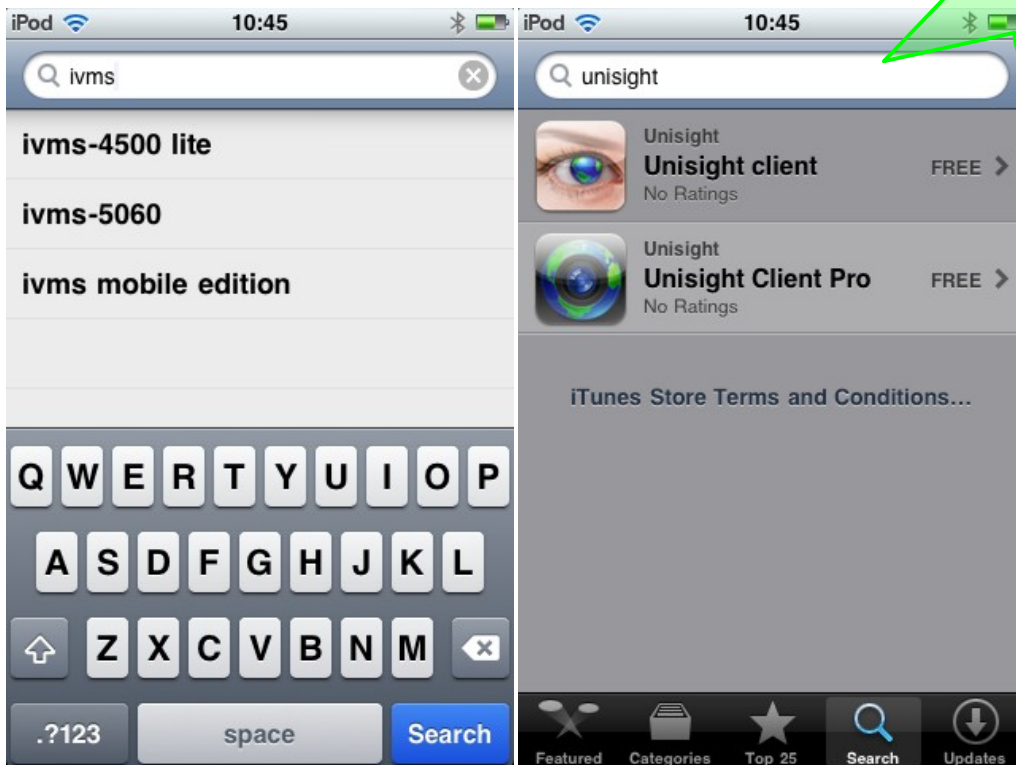 iPod 10:45
ivms
ivms-4500 lite
ivms-5060
ivms mobile edition
Q W E R T Y U I O P
A S D F G H J K L
Z X C V B N M
.?123 space Search
iPod 10:45
unisight
Unisight
Unisight client
No Ratings
FREE
Unisight
Unisight Client Pro
No Ratings
FREE
iTunes Store Terms and Conditions...
Featured Categories Top 25 Search Updates